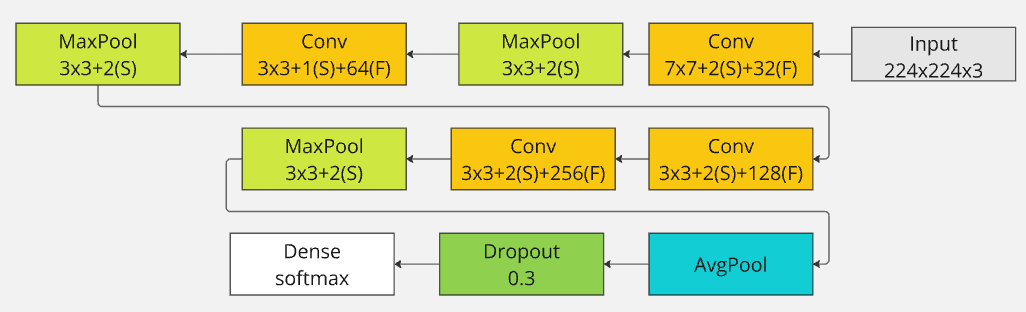 MaxPool
3x3+2(S)
Conv
3x3+1(S)+64(F)
MaxPool
3x3+2(S)
Conv
7x7+2(S)+32(F)
Input
224x224x3
MaxPool
3x3+2(S)
Conv
3x3+2(S)+256(F)
Conv
3x3+2(S)+128(F)
Dense
softmax
Dropout
0.3
AvgPool